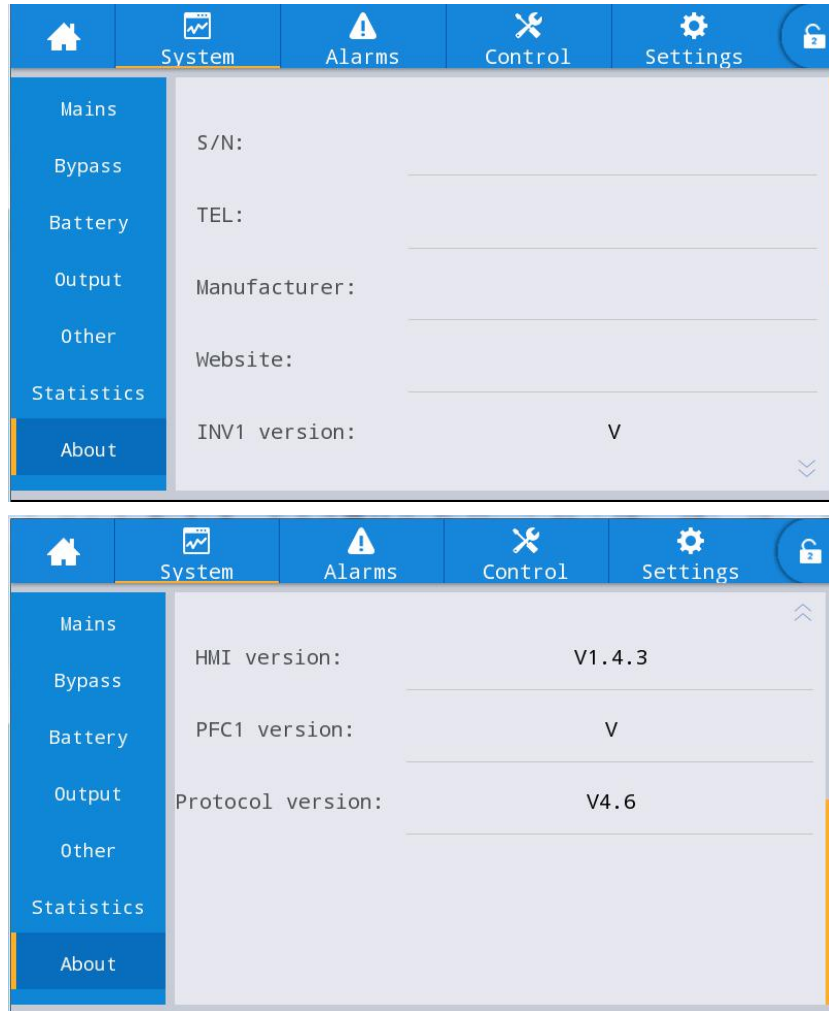 System Alarms Control Settings 2
Mains
Bypass
Battery
Output
Other
Statistics
About
S/N:
TEL:
Manufacturer:
Website:
INV1 version: V
System Alarms Control Settings 2
Mains
Bypass
Battery
Output
Other
Statistics
About
HMI version: V1.4.3
PFC1 version: V
Protocol version: V4.6